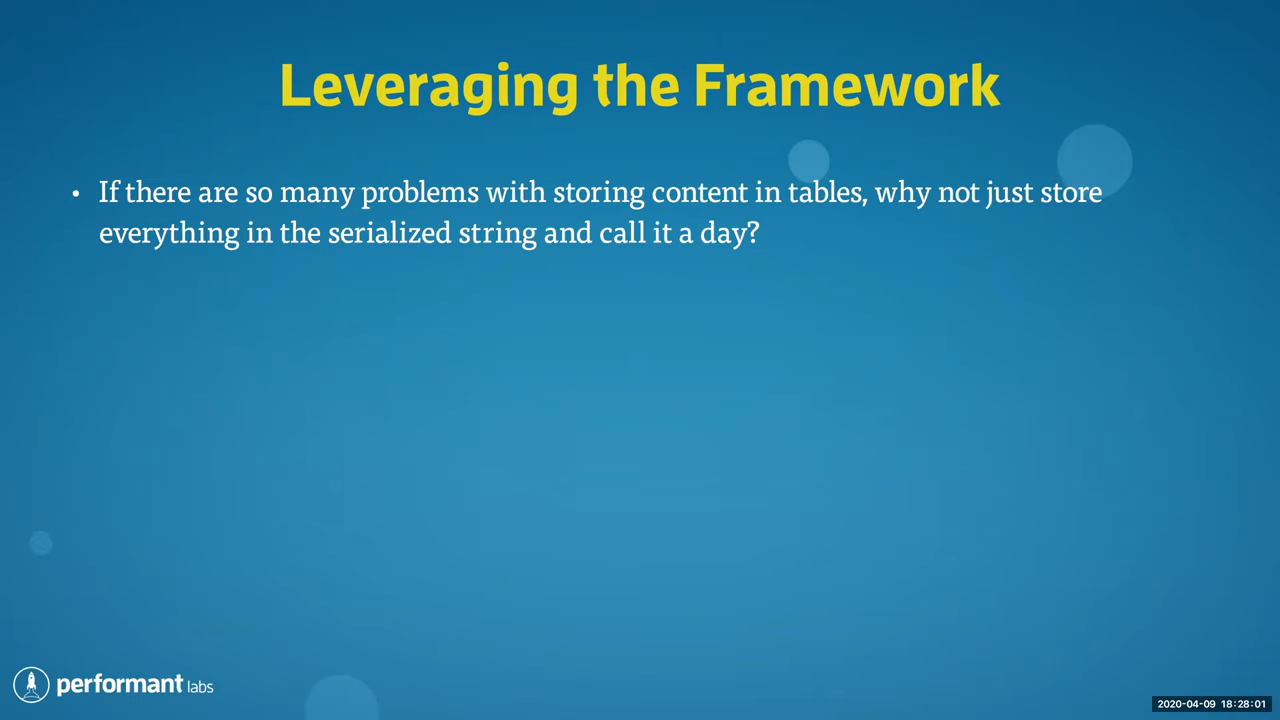 Leveraging the Framework
• If there are so many problems with storing content in tables, why not just store
everything in the serialized string and call it a day?
performant labs
2020-04-09 18:28:01